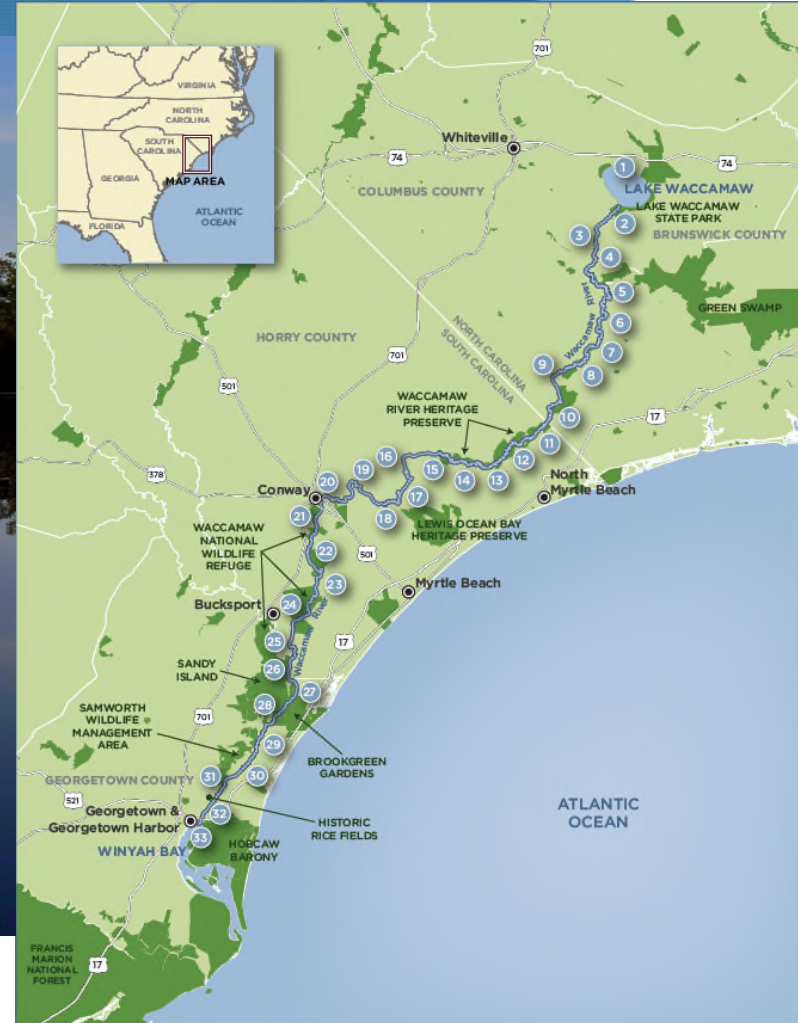 701
VIRGINIA
NORTH
CAROLINA
SOUTH
CAROLINA
GEORGIA
MAP AREA
ATLANTIC
OCEAN
FLORIDA
Whiteville
74
74
1
LAKE WACCAMAW
LAKE WACCAMAW
STATE PARK
COLUMBUS COUNTY
2
3
BRUNSWICK COUNTY
4
5
Waccamaw River
6
GREEN SWAMP
7
8
9
NORTH CAROLINA
SOUTH CAROLINA
HORRY COUNTY
701
501
WACCAMAW
RIVER HERITAGE
PRESERVE
10
17
11
12
13
14
15
16
17
18
19
20
378
Conway
North
Myrtle Beach
LEWIS OCEAN BAY
HERITAGE PRESERVE
21
WACCAMAW
NATIONAL
WILDLIFE
REFUGE
501
22
23
Myrtle Beach
Bucksport
24
25
Waccamaw River
17
SANDY
ISLAND
26
27
28
SAMWORTH
WILDLIFE
MANAGEMENT
AREA
701
29
BROOKGREEN
GARDENS
30
31
GEORGETOWN COUNTY
521
Georgetown &
Georgetown Harbor
32
HISTORIC
RICE FIELDS
33
WINYAH BAY
HOBCAW
BARONY
ATLANTIC
OCEAN
FRANCIS
MARION
NATIONAL
FOREST
17